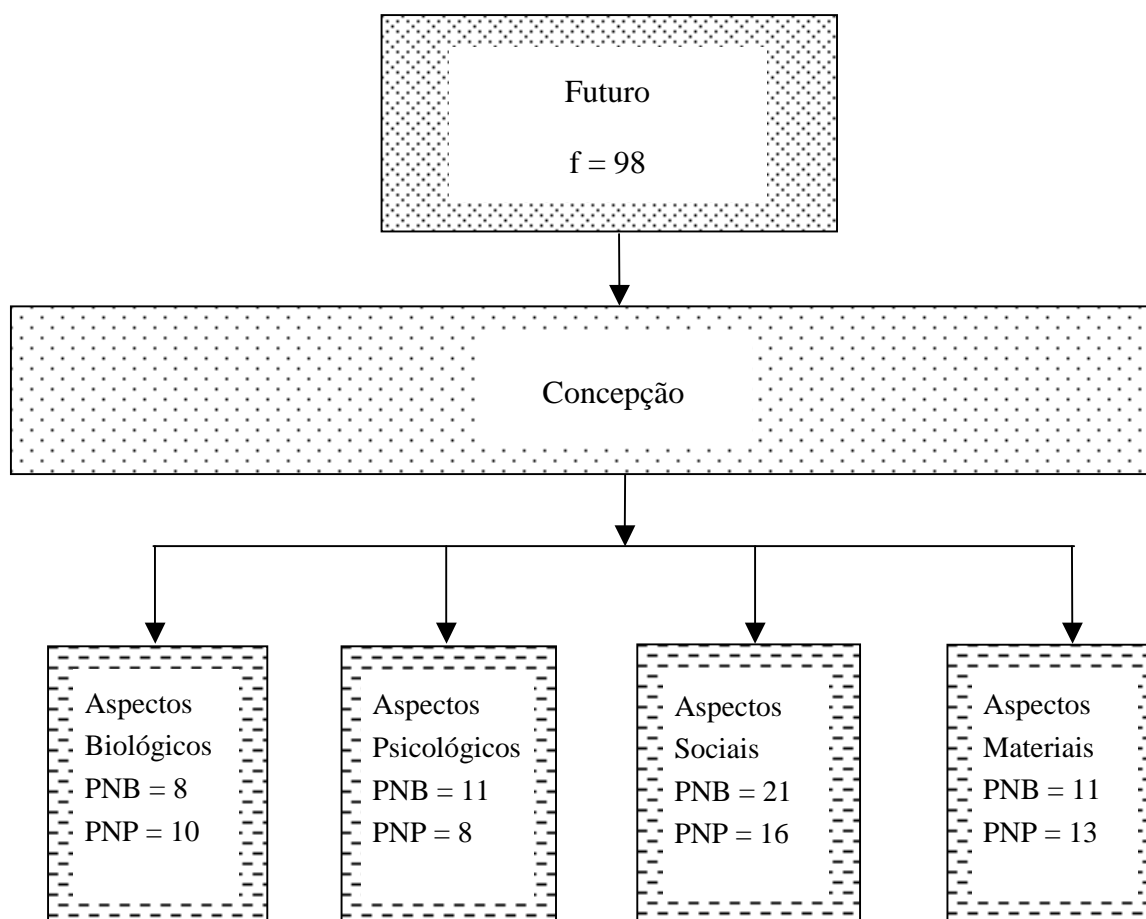 Futuro
f = 98
Concepção
Aspectos
Biológicos
PNB = 8
PNP = 10
Aspectos
Psicológicos
PNB = 11
PNP = 8
Aspectos
Sociais
PNB = 21
PNP = 16
Aspectos
Materiais
PNB = 11
PNP = 13